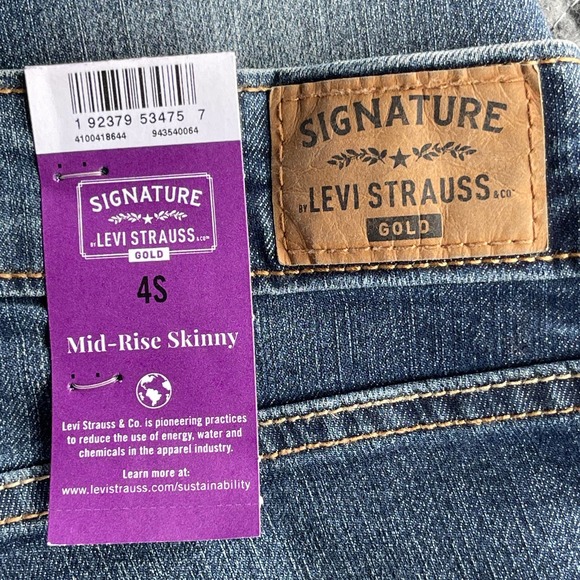 1 92379 53475 7
4100418644 943540064
SIGNATURE
BY LEVI STRAUSS & CO™
GOLD
4S
Mid-Rise Skinny
Levi Strauss & Co. is pioneering practices
to reduce the use of energy, water and
chemicals in the apparel industry.
Learn more at:
www.levistrauss.com/sustainability
SIGNATURE
BY LEVI STRAUSS & CO™
GOLD